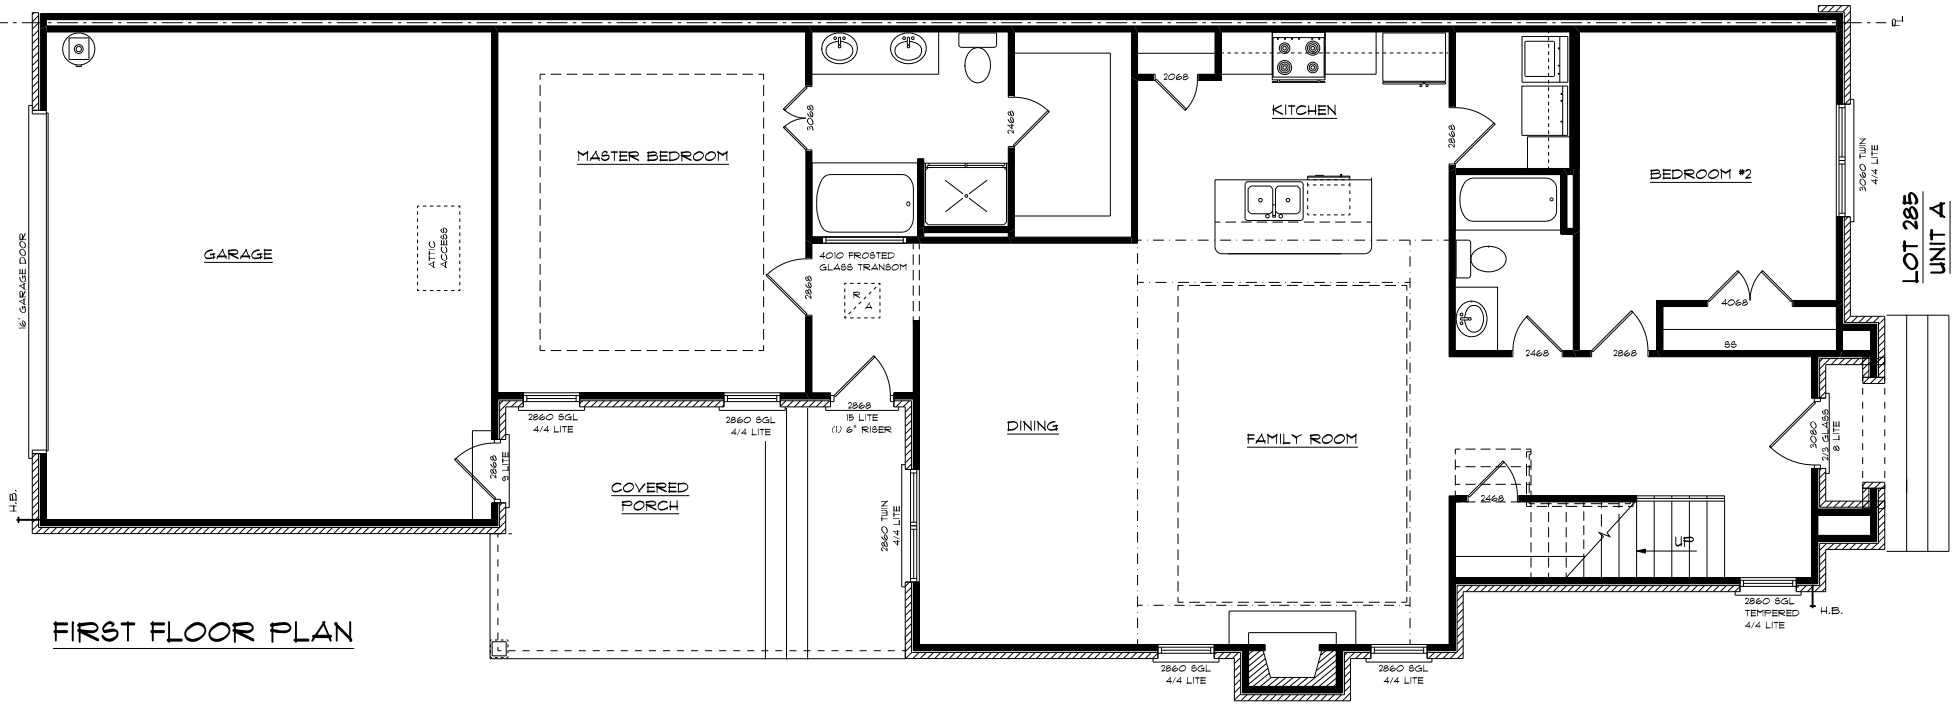 PL
2068
KITCHEN
3068
2468
2868
MASTER BEDROOM
BEDROOM #2
3060 TWIN
4/4 LITE
LOT 285
UNIT A
GARAGE
ATTIC
ACCESS
16' GARAGE DOOR
4010 FROSTED
GLASS TRANSOM
2868
R
A
4068
SS
2468
2868
2868
15 LITE
(1) 6" RISER
2860 SGL
4/4 LITE
2860 SGL
4/4 LITE
DINING
FAMILY ROOM
3080
2/3 GLASS
8 LITE
2868
9 LITE
COVERED
PORCH
2860 TWIN
4/4 LITE
2468
UP
H.B.
2860 SGL
TEMPERED
4/4 LITE
H.B.
FIRST FLOOR PLAN
2860 SGL
4/4 LITE
2860 SGL
4/4 LITE